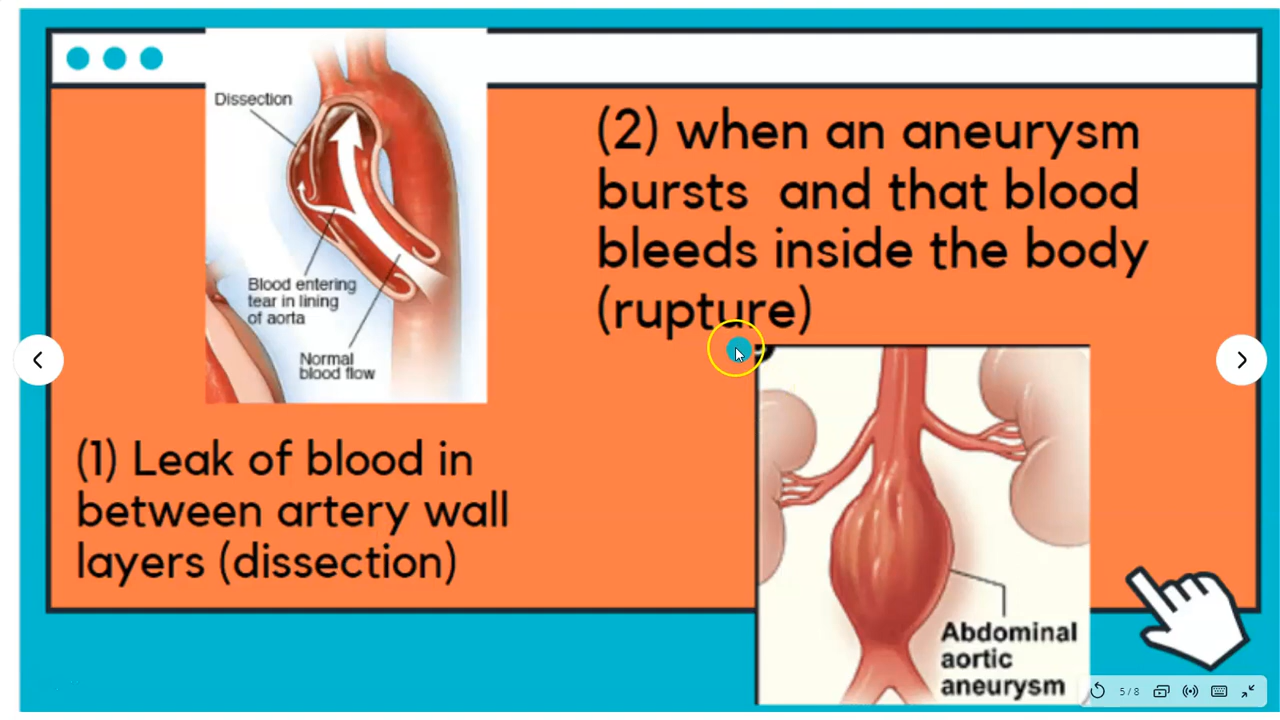 Dissection
Blood entering
tear in lining
of aorta
Normal
blood flow
(1) Leak of blood in
between artery wall
layers (dissection)
(2) when an aneurysm
bursts and that blood
bleeds inside the body
(rupture)
Abdominal
aortic
aneurysm
5/8